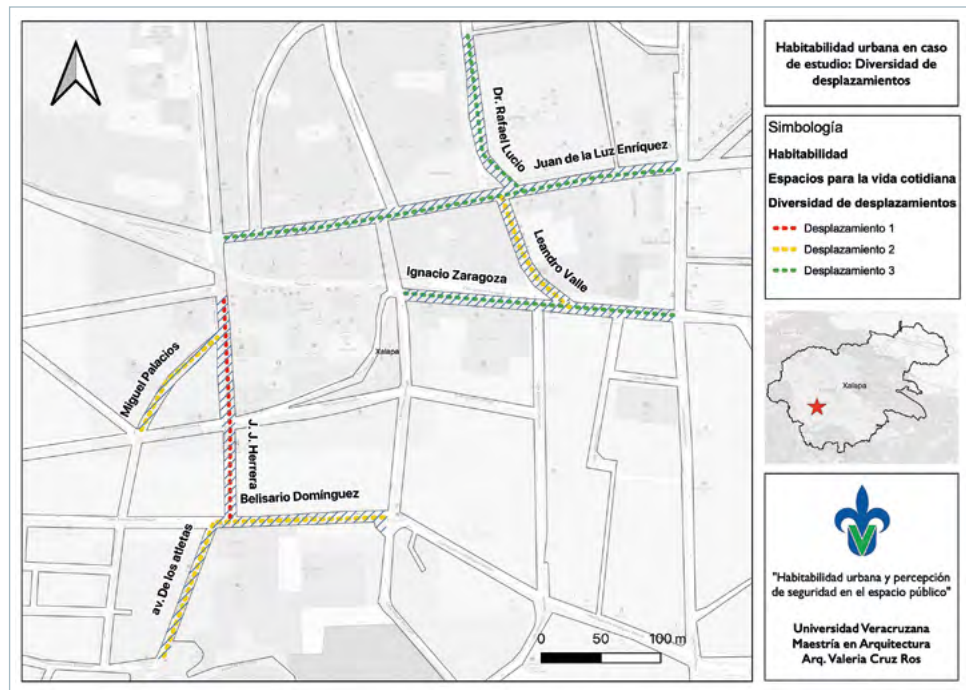 Habitabilidad urbana en caso
de estudio: Diversidad de
desplazamientos
Simbología
Habitabilidad
Espacios para la vida cotidiana
Diversidad de desplazamientos
Desplazamiento 1
Desplazamiento 2
Desplazamiento 3
Dr. Rafael Lucio
Juan de la Luz Enríquez
Leandro Valle
Ignacio Zaragoza
Xalapa
Miguel Palacios
J. J. Herrera
Belisario Domínguez
av. De los atletas
0 50 100 m
Xalapa
"Habitabilidad urbana y percepción
de seguridad en el espacio público"
Universidad Veracruzana
Maestría en Arquitectura
Arq. Valeria Cruz Ros